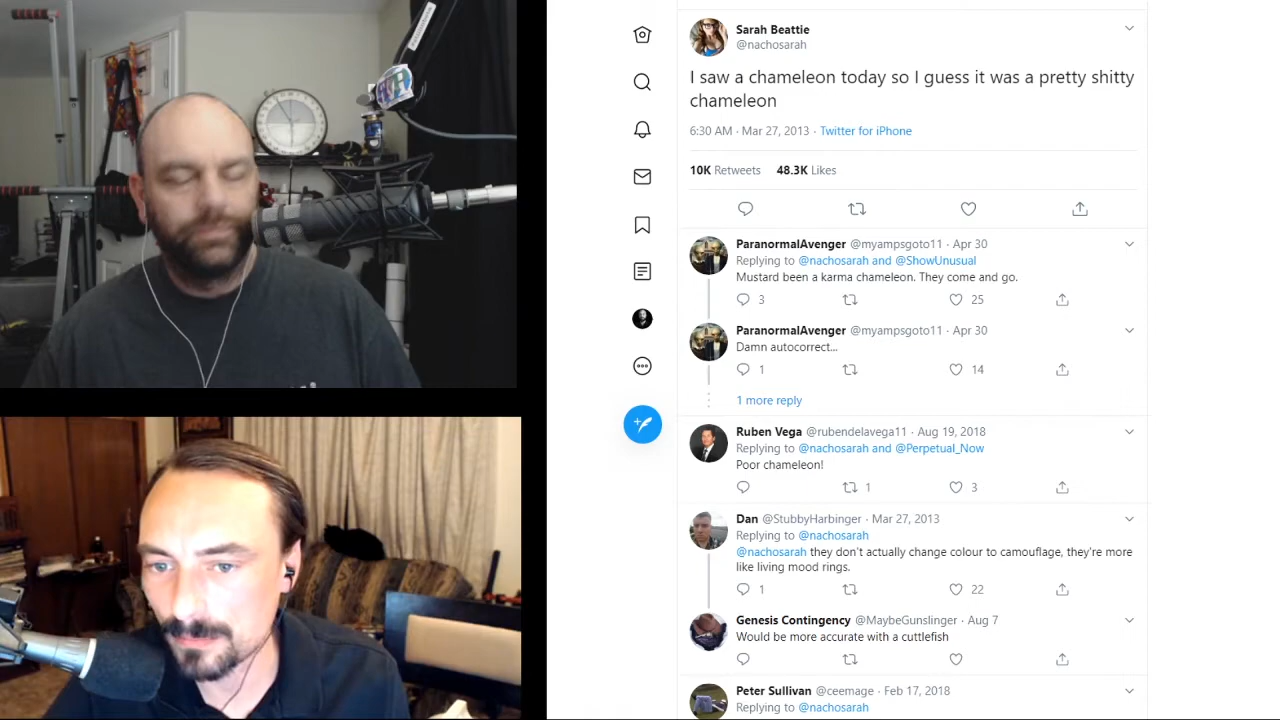 Sarah Beattie
@nachosarah
I saw a chameleon today so I guess it was a pretty shitty
chameleon
6:30 AM · Mar 27, 2013 · Twitter for iPhone
10K Retweets 48.3K Likes
ParanormalAvenger @myampsgoto11 · Apr 30
Replying to @nachosarah and @ShowUnusual
Mustard been a karma chameleon. They come and go.
3 25
ParanormalAvenger @myampsgoto11 · Apr 30
Damn autocorrect...
1 14
1 more reply
Ruben Vega @rubendelavega11 · Aug 19, 2018
Replying to @nachosarah and @Perpetual_Now
Poor chameleon!
1 3
Dan @StubbyHarbinger · Mar 27, 2013
Replying to @nachosarah
@nachosarah they don't actually change colour to camouflage, they're more
like living mood rings.
1 22
Genesis Contingency @MaybeGunslinger · Aug 7
Would be more accurate with a cuttlefish
Peter Sullivan @ceemage · Feb 17, 2018
Replying to @nachosarah